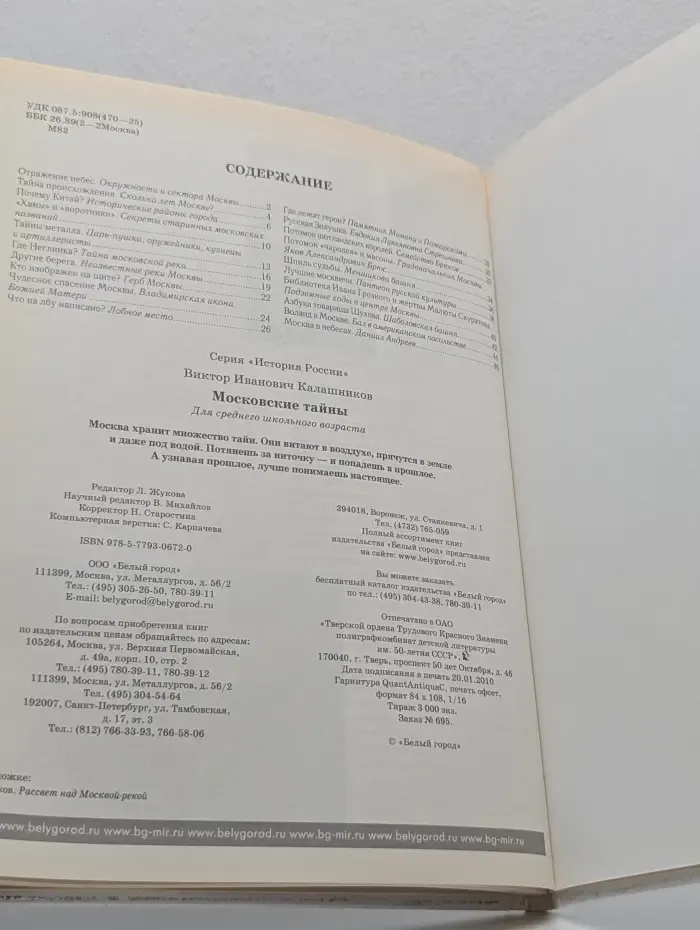 УДК 087.5:908(470—25)
ББК 26.89(2—2Москва)
М82
СОДЕРЖАНИЕ
Отражение небес. Окружности и сектора Москвы 2
Тайна происхождения. Сколько лет Москве? 4
Почему Китай? Исторические районы города 6
«Хамы» и «воротники». Секреты старинных московских
названий 10
Тайны металла. Царь-пушка, оружейники, кузнецы
и артиллеристы 13
Где Неглинка? Тайна московской реки 16
Другие берега. Неизвестные реки Москвы 19
Кто изображен на щите? Герб Москвы 22
Чудесное спасение Москвы. Владимирская икона
Божией Матери 24
Что на лбу написано? Лобное место 26
Где лежат герои? Памятник Минину и Пожарскому
Русская Золушка. Евдокия Лукьяновна Стрешнева
Потомок шотландских королей. Семейство Брюсов
Потомок «чародея» и масоны. Градоначальник Москвы
Яков Александрович Брюс
Шпиль судьбы. Меншикова башня
Лучшие москвичи. Пантеон русской культуры
Библиотека Ивана Грозного и жертвы Малюты Скуратова.
Подземные ходы в центре Москвы
Азбука товарища Шухова. Шаболовская башня
Воланд в Москве. Бал в американском посольстве
Москва в небесах. Даниил Андреев
Серия «История России»
Виктор Иванович Калашников
Московские тайны
Для среднего школьного возраста
Москва хранит множество тайн. Они витают в возддухе, прячутся в земле
и даже под водой. Потянешь за ниточку — и попадешь в прошлое.
А узнавая прошлое, лучше понимаешь настоящее.
Редактор Л. Жукова
Научный редактор В. Михайлов
Корректор Н. Старостина
Компьютерная верстка: С. Карпачева
ISBN 978-5-7793-0672-0
ООО «Белый город»
111399, Москва, ул. Металлургов, д. 56/2
Тел.: (495) 305-26-50, 780-39-11
E-mail: belygorod@belygorod.ru
По вопросам приобретения книг
по издательским ценам обращайтесь по адресам:
105264, Москва, ул. Верхняя Первомайская,
д. 49а, корп. 10, стр. 2
Тел.: (495) 780-39-11, 780-39-12
111399, Москва, ул. Металлургов, д. 56/2
Тел. (495) 304-54-64
192007, Санкт-Петербург, ул. Тамбовская,
д. 17, эт. 3
Тел.: (812) 766-33-93, 766-58-06
394018, Воронеж, ул. Станкевича, д. 1
Тел. (4732) 765-059
Полный ассортимент книг
издательства «Белый город» представлен
на сайте: www.belygorod.ru
Вы можете заказать
бесплатный каталог издательства «Белый город»
по тел.: (495) 304-43-38, 780-39-11
Отпечатано в ОАО
«Тверской ордена Трудового Красного Знамени
полиграфкомбинат детской литературы
им. 50-летия СССР»,
170040, г. Тверь, проспект 50 лет Октября, д. 46
Дата подписания в печать 20.01.2010
Гарнитура QuantAntiquaC, печать офсет,
формат 84 х 108, 1/16
Тираж 3 000 экз.
Заказ № 695.
© «Белый город»
ложке:
ков. Рассвет над Москвой-рекой
www.belygorod.ru www.bg-mir.ru www.belygorod.ru www.bg-mir.ru www.belygorod.ru www.bg-mir.ru